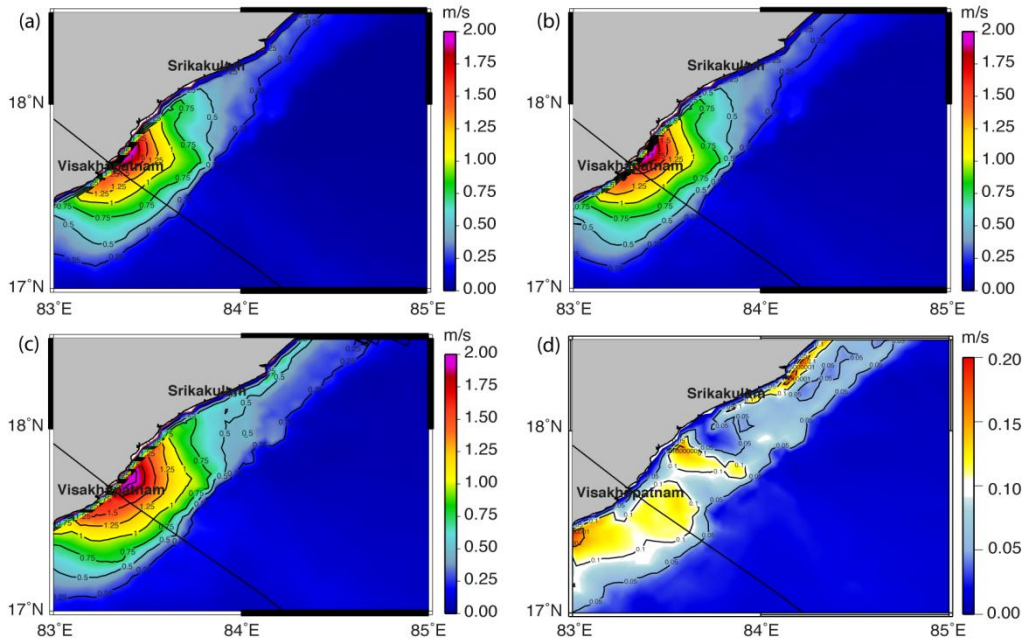 (a)
m/s
Srikakulam
18°N
Visakhapatnam
17°N
83°E
84°E
85°E
2.00
1.75
1.50
1.25
1.00
0.75
0.50
0.25
0.00
(b)
m/s
Srikakulam
18°N
Visakhapatnam
17°N
83°E
84°E
85°E
2.00
1.75
1.50
1.25
1.00
0.75
0.50
0.25
0.00
(c)
m/s
Srikakulam
18°N
Visakhapatnam
17°N
83°E
84°E
85°E
2.00
1.75
1.50
1.25
1.00
0.75
0.50
0.25
0.00
(d)
m/s
Srikakulam
18°N
Visakhapatnam
17°N
83°E
84°E
85°E
0.20
0.15
0.10
0.05
0.00